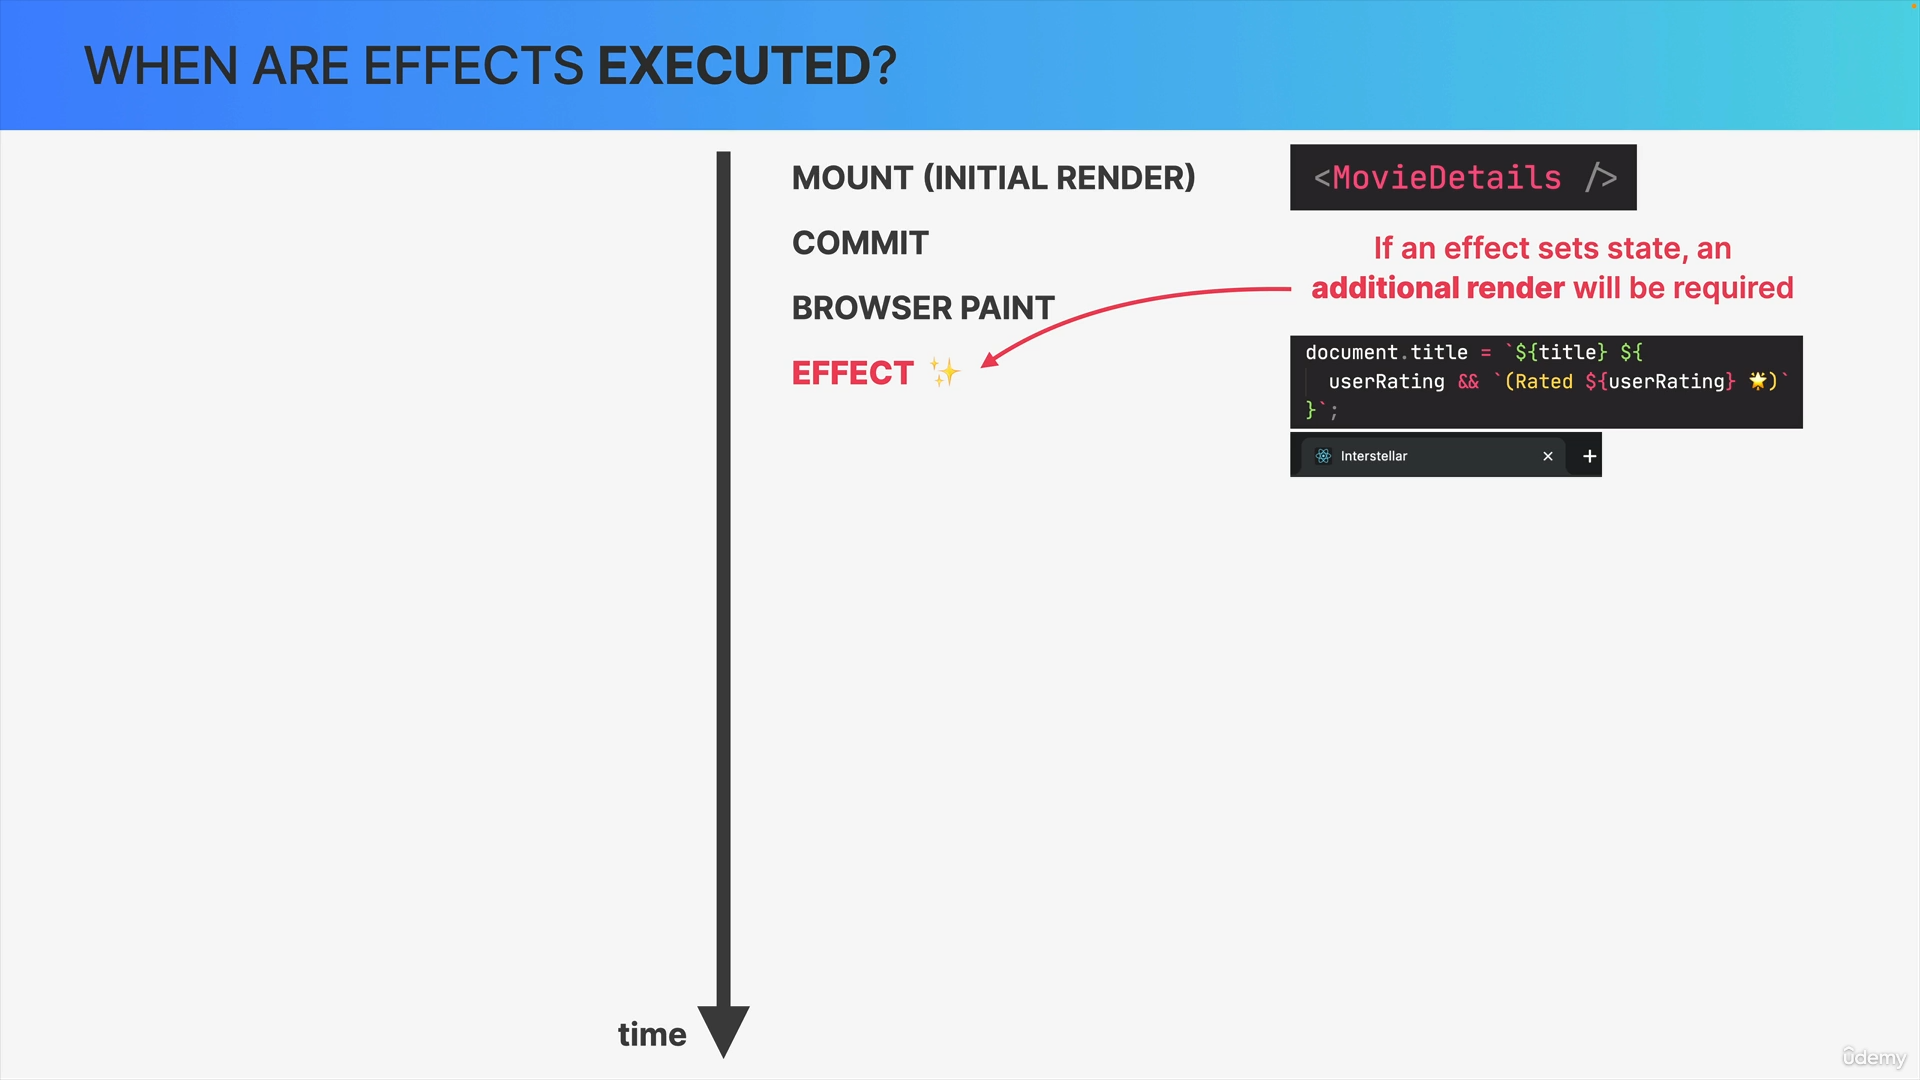 WHEN ARE EFFECTS EXECUTED?
MOUNT (INITIAL RENDER)
<MovieDetails />
COMMIT
If an effect sets state, an
additional render will be required
BROWSER PAINT
EFFECT ✨
document.title = `${title} ${
userRating && `(Rated ${userRating} 🌟)`
}`;
Interstellar × +
time
ûdemy